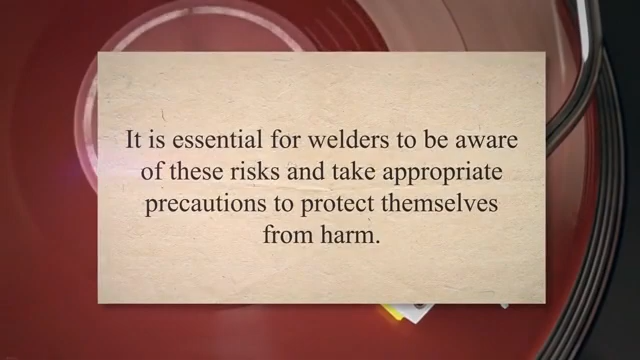 It is essential for welders to be aware
of these risks and take appropriate
precautions to protect themselves
from harm.